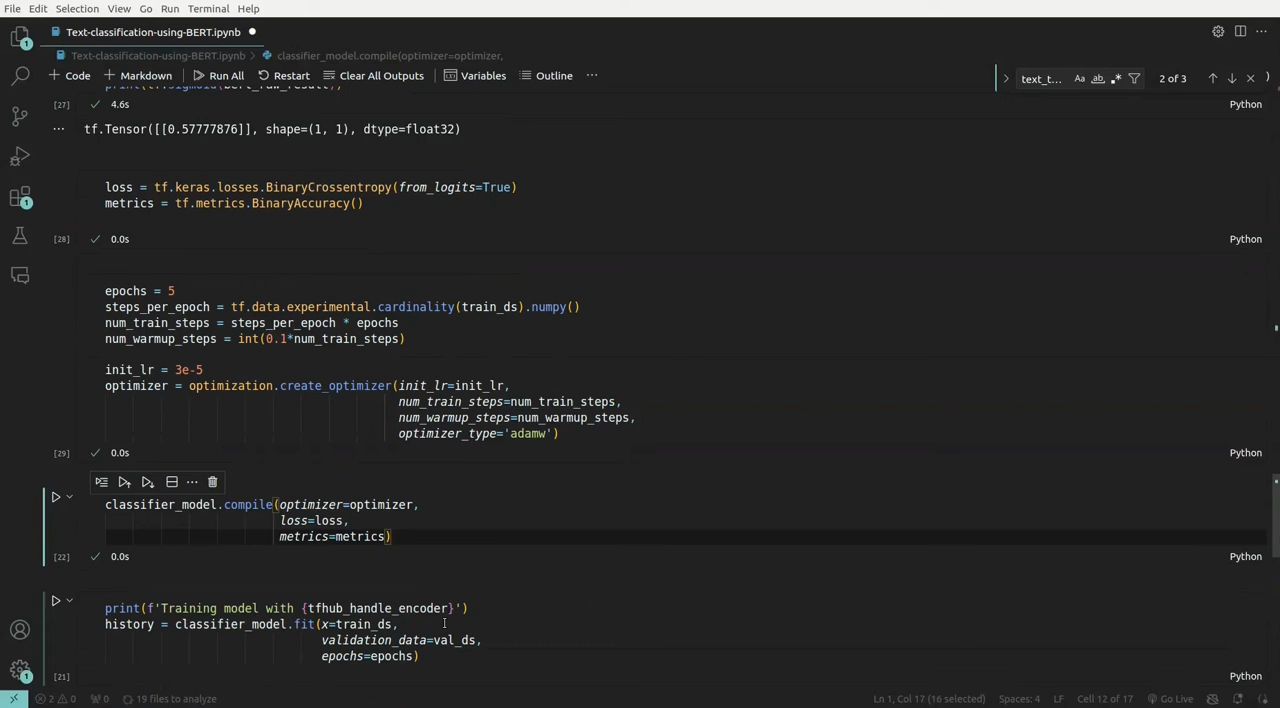 File Edit Selection View Go Run Terminal Help
Text-classification-using-BERT.ipynb
Text-classification-using-BERT.ipynb > classifier_model.compile(optimizer=optimizer,
Code Markdown Run All Restart Clear All Outputs Variables Outline ...
text_t... Aa ab .* 2 of 3
[27] 4.6s Python
... tf.Tensor([[0.57777876]], shape=(1, 1), dtype=float32)
loss = tf.keras.losses.BinaryCrossentropy(from_logits=True)
metrics = tf.metrics.BinaryAccuracy()
[28] 0.0s Python
epochs = 5
steps_per_epoch = tf.data.experimental.cardinality(train_ds).numpy()
num_train_steps = steps_per_epoch * epochs
num_warmup_steps = int(0.1*num_train_steps)
init_lr = 3e-5
optimizer = optimization.create_optimizer(init_lr=init_lr,
num_train_steps=num_train_steps,
num_warmup_steps=num_warmup_steps,
optimizer_type='adamw')
[29] 0.0s Python
classifier_model.compile(optimizer=optimizer,
loss=loss,
metrics=metrics)
[22] 0.0s Python
print(f'Training model with {tfhub_handle_encoder}')
history = classifier_model.fit(x=train_ds,
validation_data=val_ds,
epochs=epochs)
[21] Python
2 0 0 19 files to analyze Ln 1, Col 17 (16 selected) Spaces: 4 LF Cell 12 of 17 Go Live